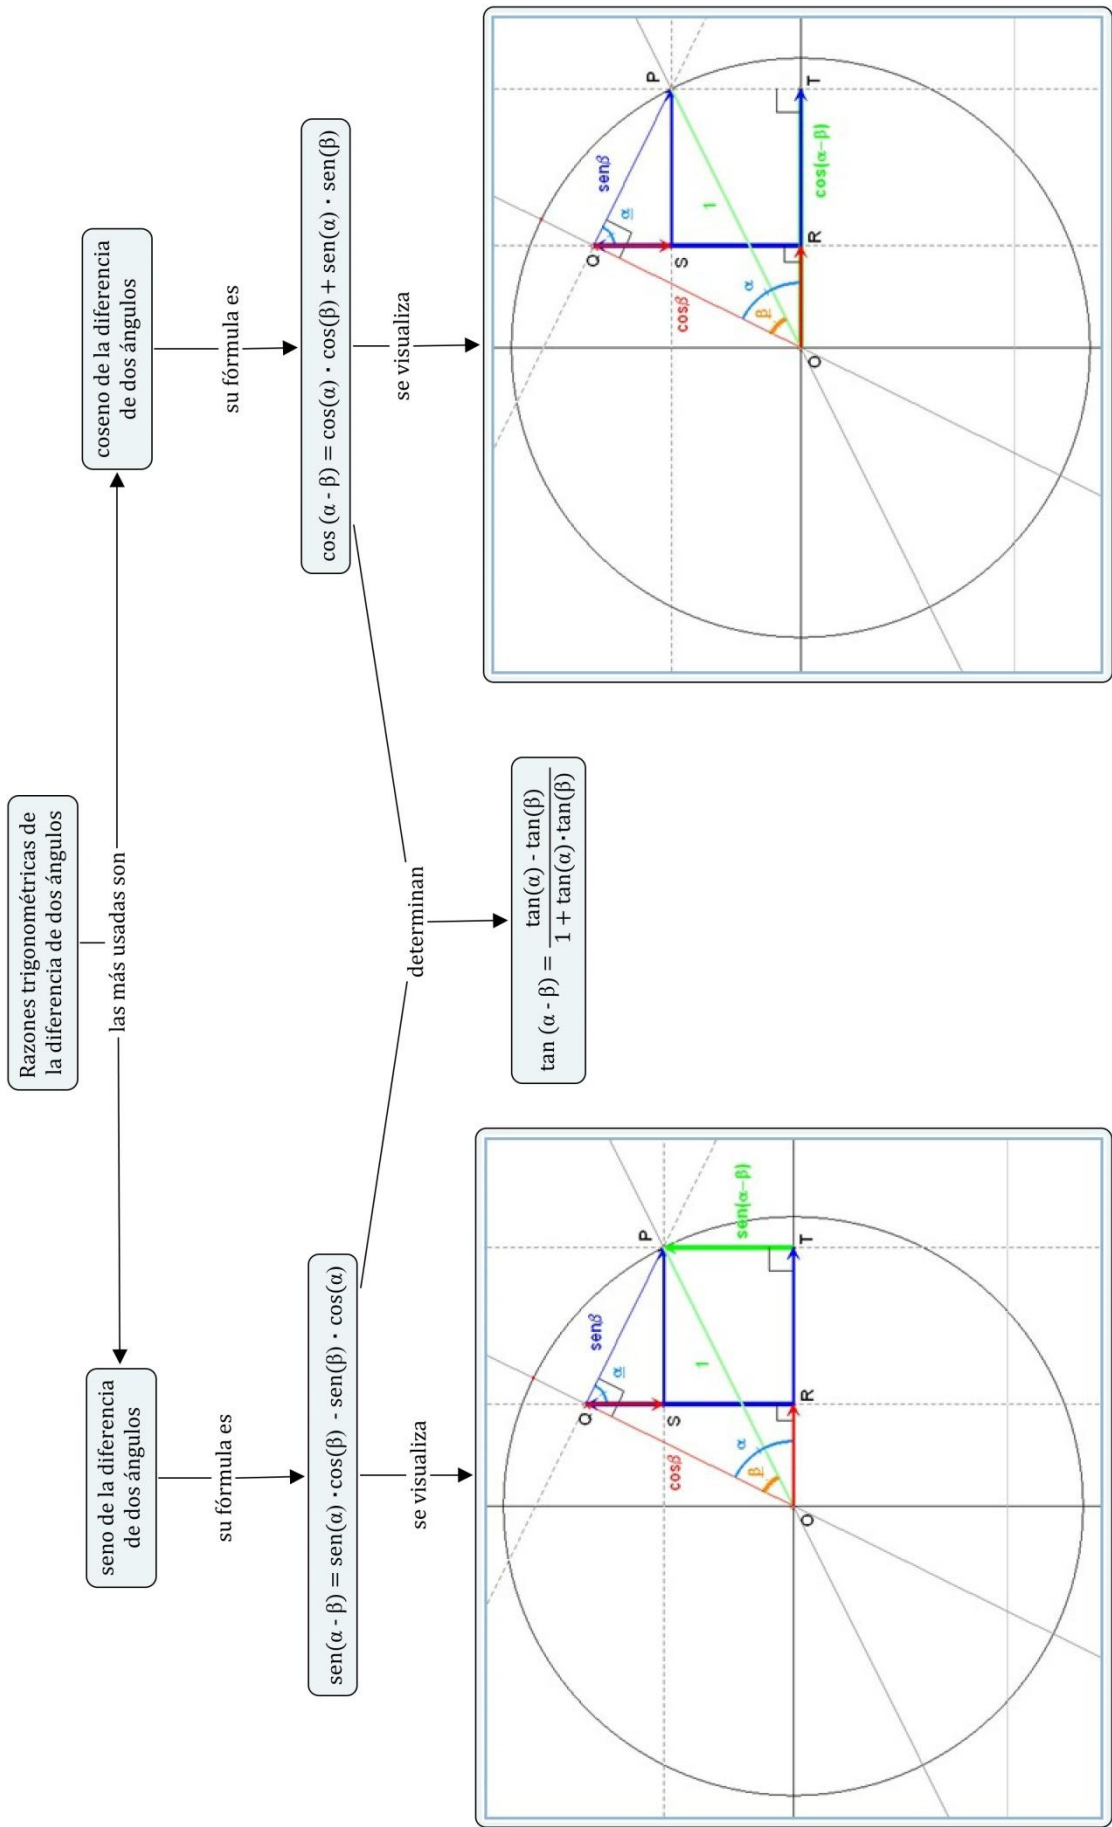 Razones trigonométricas de
la diferencia de dos ángulos
las más usadas son
seno de la diferencia
de dos ángulos
coseno de la diferencia
de dos ángulos
su fórmula es
su fórmula es
sen(α - β) = sen(α) · cos(β) - sen(β) · cos(α)
cos (α - β) = cos(α) · cos(β) + sen(α) · sen(β)
se visualiza
determinan
se visualiza
tan (α - β) = tan(α) - tan(β) / 1 + tan(α)·tan(β)
Q
P
senβ
α
S
cosβ
1
sen(α-β)
α
β
O
R
T
Q
P
senβ
α
S
cosβ
1
α
β
O
R
T
cos(α-β)